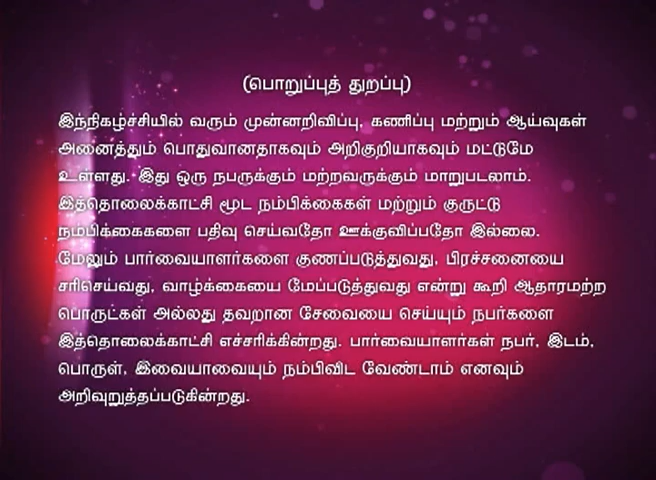 (பொறுப்புத் துறப்பு)
இந்நிகழ்ச்சியில் வரும் முன்னறிவிப்பு, கணிப்பு மற்றும் ஆய்வுகள்
அனைத்தும் பொதுவானதாகவும் அறிகுறியாகவும் மட்டுமே
உள்ளது. இது ஒரு நபருக்கும் மற்றவருக்கும் மாறுபடலாம்.
இத்தொலைக்காட்சி மூட நம்பிக்கைகள் மற்றும் குருட்டு
நம்பிக்கைகளை பதிவு செய்வதோ ஊக்குவிப்பதோ இல்லை.
மேலும் பார்வையாளர்களை குணப்படுத்துவது, பிரச்சனையை
சரிசெய்வது, வாழ்க்கையை மேப்படுத்துவது என்று கூறி ஆதாரமற்ற
பொருட்கள் அல்லது தவறான சேவையை செய்யும் நபர்களை
இத்தொலைக்காட்சி எச்சரிக்கின்றது. பார்வையாளர்கள் நபர், இடம்,
பொருள், இவையாவையும் நம்பிவிட வேண்டாம் எனவும்
அறிவுறுத்தப்படுகின்றது.